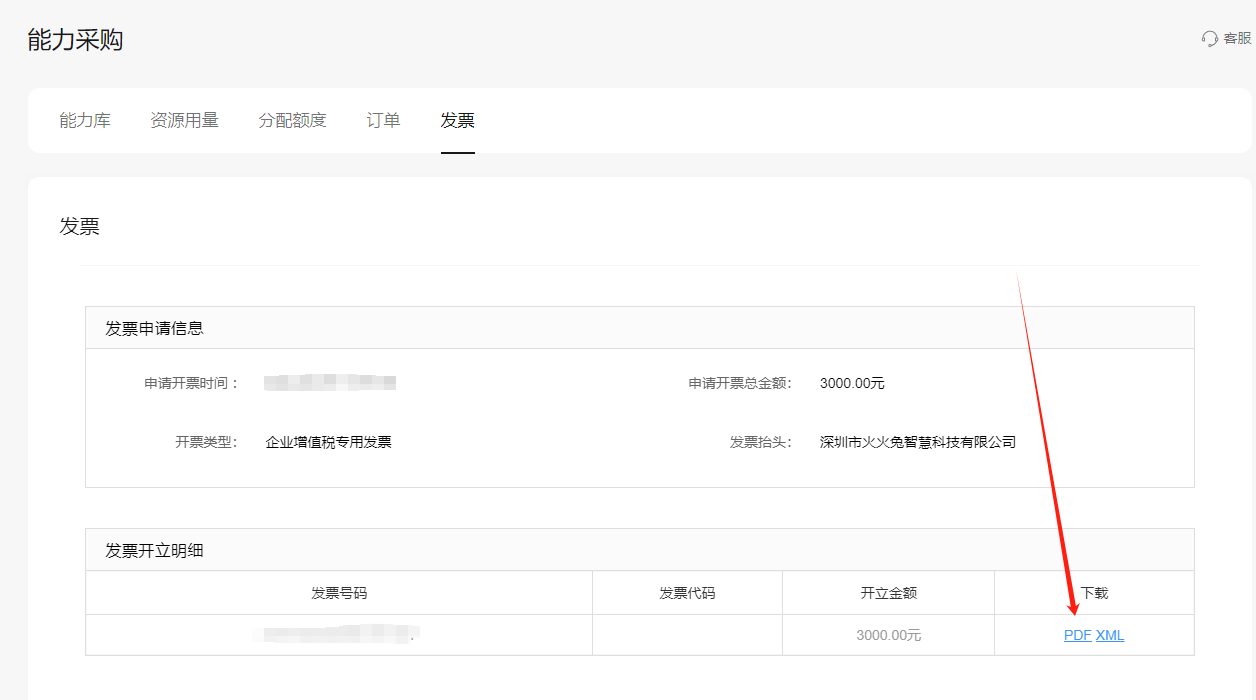 能力采购
客服
能力库 资源用量 分配额度 订单 发票
发票
发票申请信息
申请开票时间： 申请开票总金额： 3000.00元
开票类型： 企业增值税专用发票 发票抬头： 深圳市火火兔智慧科技有限公司
发票开立明细
发票号码 发票代码 开立金额 下载
3000.00元 PDF XML